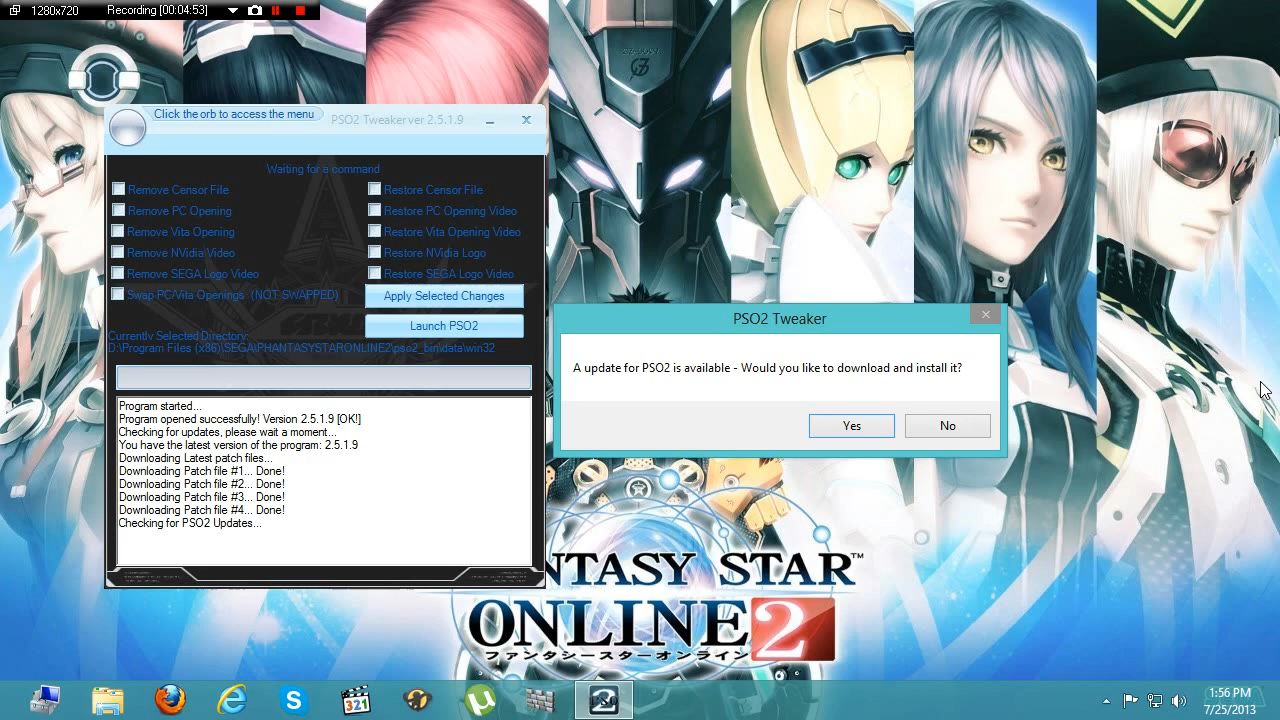 1280x720 Recording [00:04:53]
Click the orb to access the menu
PSO2 Tweaker ver 2.5.1.9
Waiting for a command
Remove Censor File
Restore Censor File
Remove PC Opening
Restore PC Opening Video
Remove Vita Opening
Restore Vita Opening Video
Remove NVidia Video
Restore NVidia Logo
Remove SEGA Logo Video
Restore SEGA Logo Video
Swap PC/Vita Openings (NOT SWAPPED)
Apply Selected Changes
Launch PSO2
Currently Selected Directory:
D:\Program Files (x86)\SEGA\PHANTASYSTARONLINE2\pso2_bin\data\win32
Program started...
Program opened successfully! Version 2.5.1.9 [OK!]
Checking for updates, please wait a moment...
You have the latest version of the program: 2.5.1.9
Downloading Latest patch files...
Downloading Patch file #1... Done!
Downloading Patch file #2... Done!
Downloading Patch file #3... Done!
Downloading Patch file #4... Done!
Checking for PSO2 Updates...
PSO2 Tweaker
A update for PSO2 is available - Would you like to download and install it?
Yes
No
NTASY STAR™
ONLINE 2
ファンタシースターオンライン
321
1:56 PM
7/25/2013